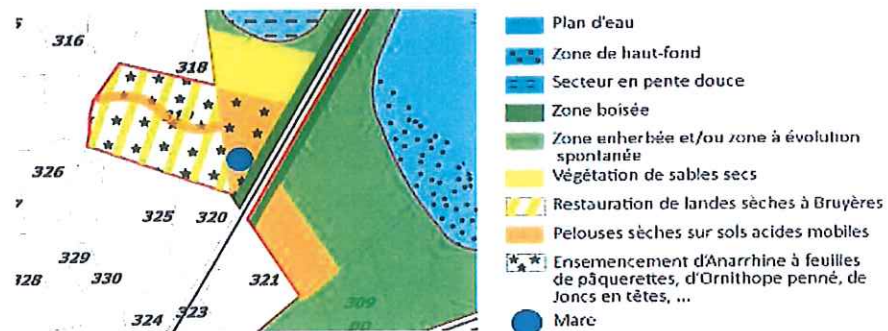 316
318
319
326
325
320
329
328
330
321
323
324
309
Plan d'eau
Zone de haut-fond
Secteur en pente douce
Zone boisée
Zone enherbée et/ou zone à évolution
spontanée
Végétation de sables secs
Restauration de landes sèches à Bruyères
Pelouses sèches sur sols acides mobiles
Ensemencement d'Anarrhine à feuilles
de pâquerettes, d'Ornithope penné, de
Joncs en têtes, ...
Mare